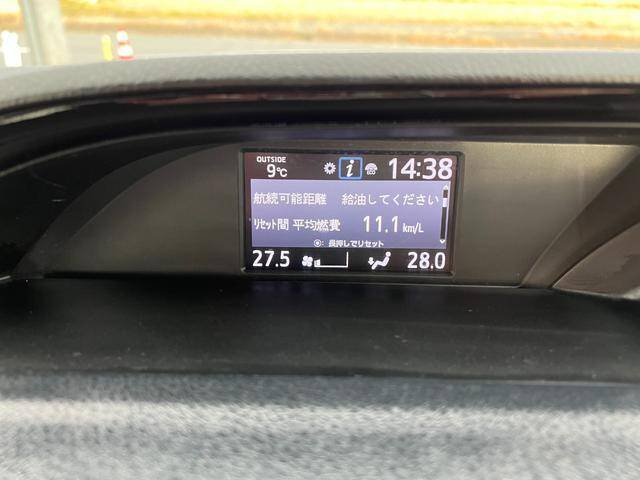 OUTSIDE
9℃ i ECO 14:38
航続可能距離 給油してください
リセット間 平均燃費 11.1 km/L
：長押しでリセット
27.5 28.0